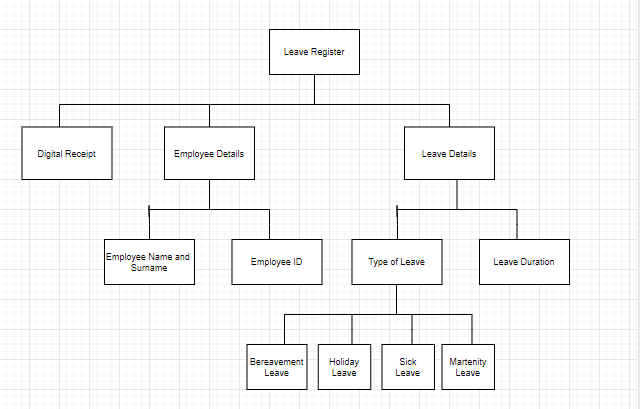 Leave Register
Digital Receipt
Employee Details
Leave Details
Employee Name and
Surname
Employee ID
Type of Leave
Leave Duration
Bereavement
Leave
Holiday
Leave
Sick
Leave
Martenity
Leave